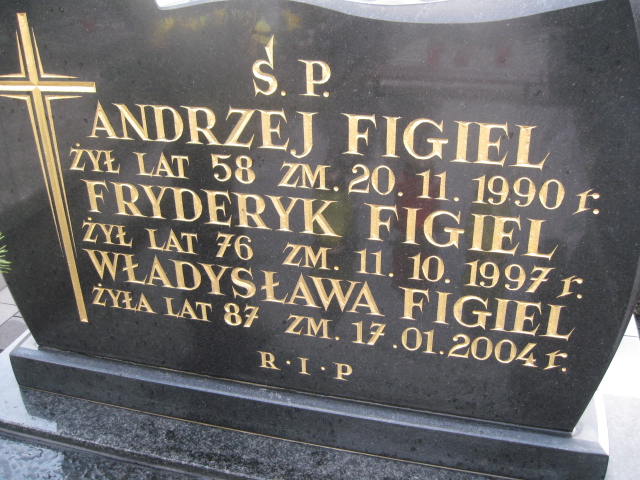 Ś. P.
ANDRZEJ FIGIEL
ŻYŁ LAT 58 ZM. 20. 11. 1990 r.
FRYDERYK FIGIEL
ŻYŁ LAT 76 ZM. 11. 10. 1997 r.
WŁADYSŁAWA FIGIEL
ŻYŁA LAT 87 ZM. 17.01.2004 r.
R·I·P